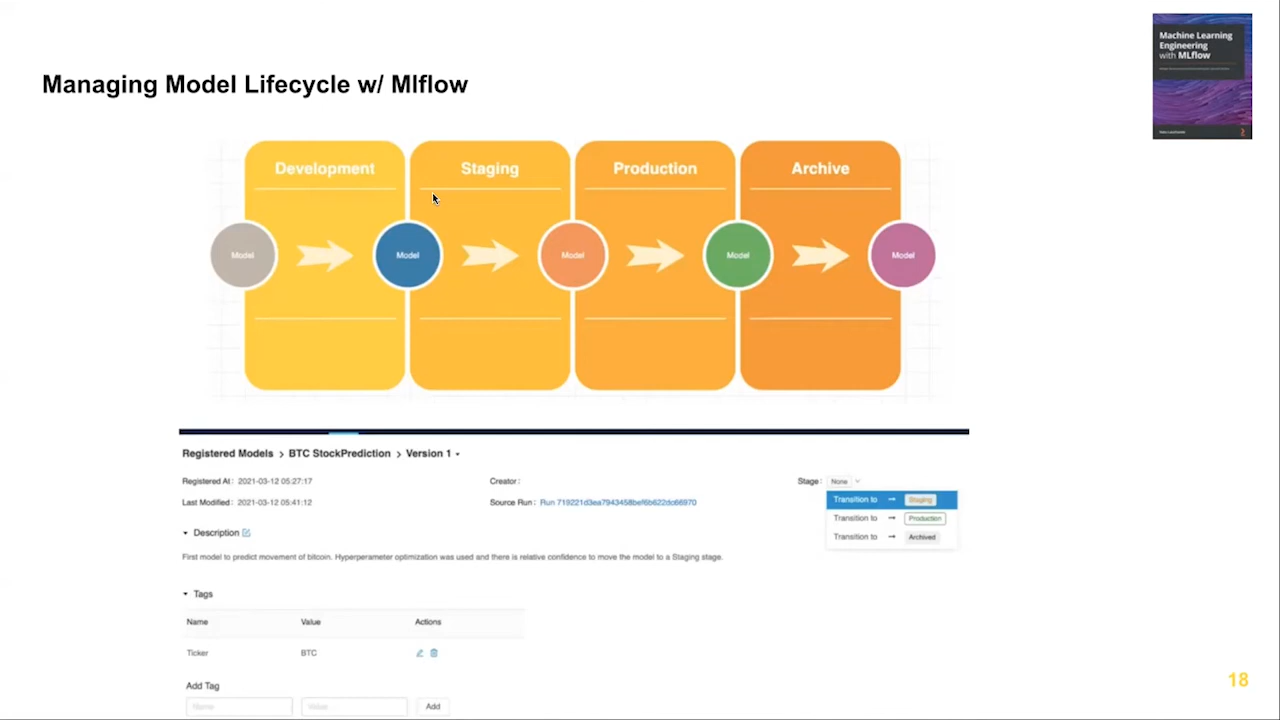 Machine Learning
Engineering
with MLflow
Managing Model Lifecycle w/ Mlflow
Development
Staging
Production
Archive
Model
Model
Model
Model
Model
Registered Models > BTC StockPrediction > Version 1
Registered At: 2021-03-12 05:27:17
Creator:
Stage: None
Last Modified: 2021-03-12 05:41:12
Source Run: Run 719221d3ea7943458bef6b622dc66970
Transition to → Staging
Transition to → Production
Transition to → Archived
Description
First model to predict movement of bitcoin. Hyperperameter optimization was used and there is relative confidence to move the model to a Staging stage.
Tags
Name Value Actions
Ticker BTC
Add Tag
Name Value Add
18